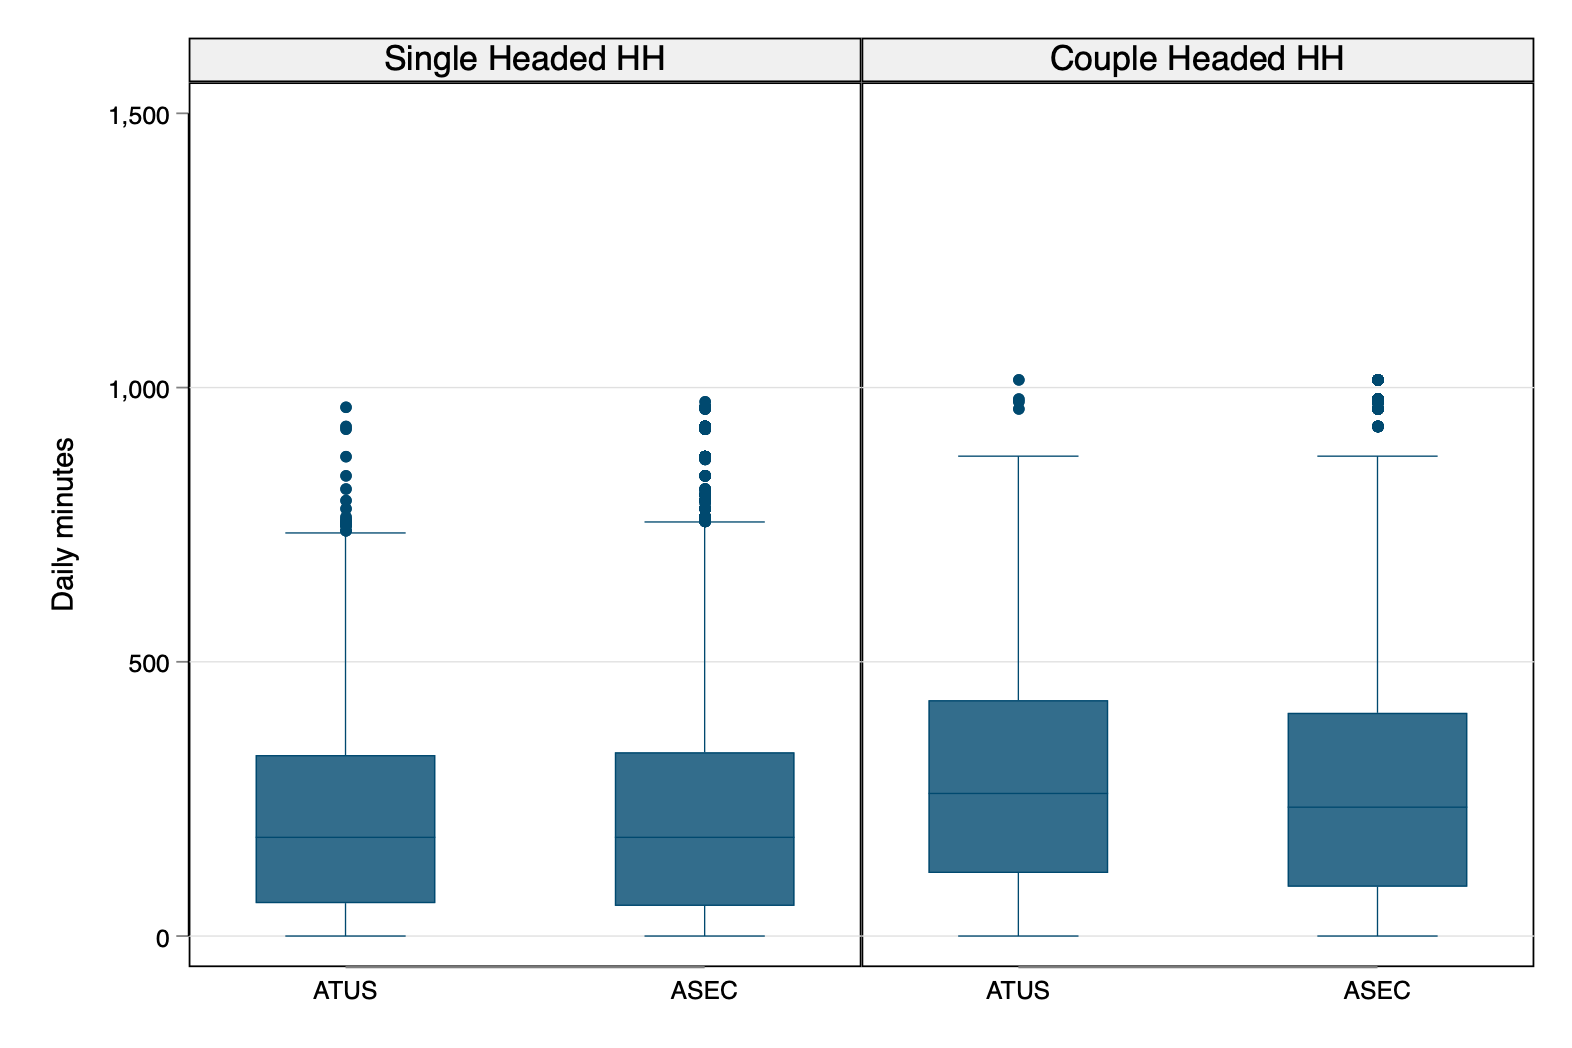 Single Headed HH
Couple Headed HH
1,500
1,000
500
0
Daily minutes
ATUS
ASEC
ATUS
ASEC